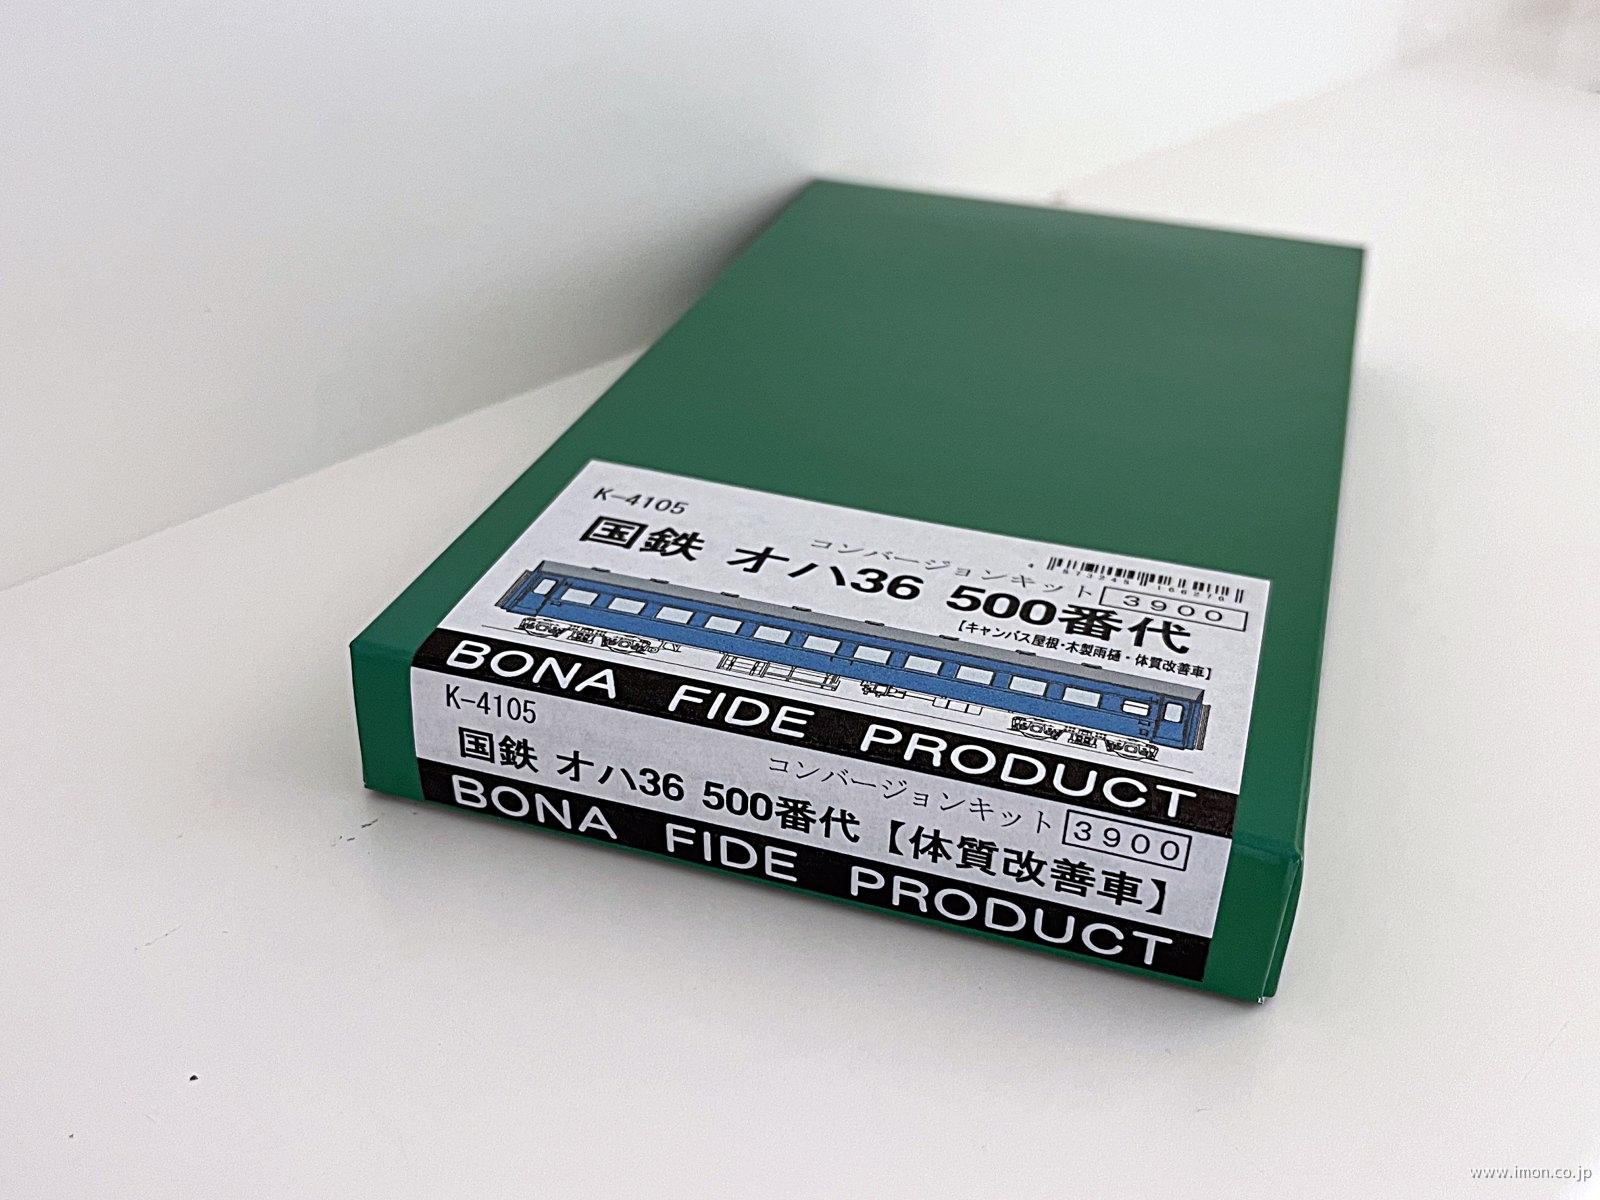 K-4105
コンバージョンキット
3900
国鉄 オハ36 500番代
【キャンバス屋根・木製雨樋・体質改善車】
BONA FIDE PRODUCT
K-4105
コンバージョンキット
3900
国鉄 オハ36 500番代【体質改善車】
BONA FIDE PRODUCT
www.imon.co.jp